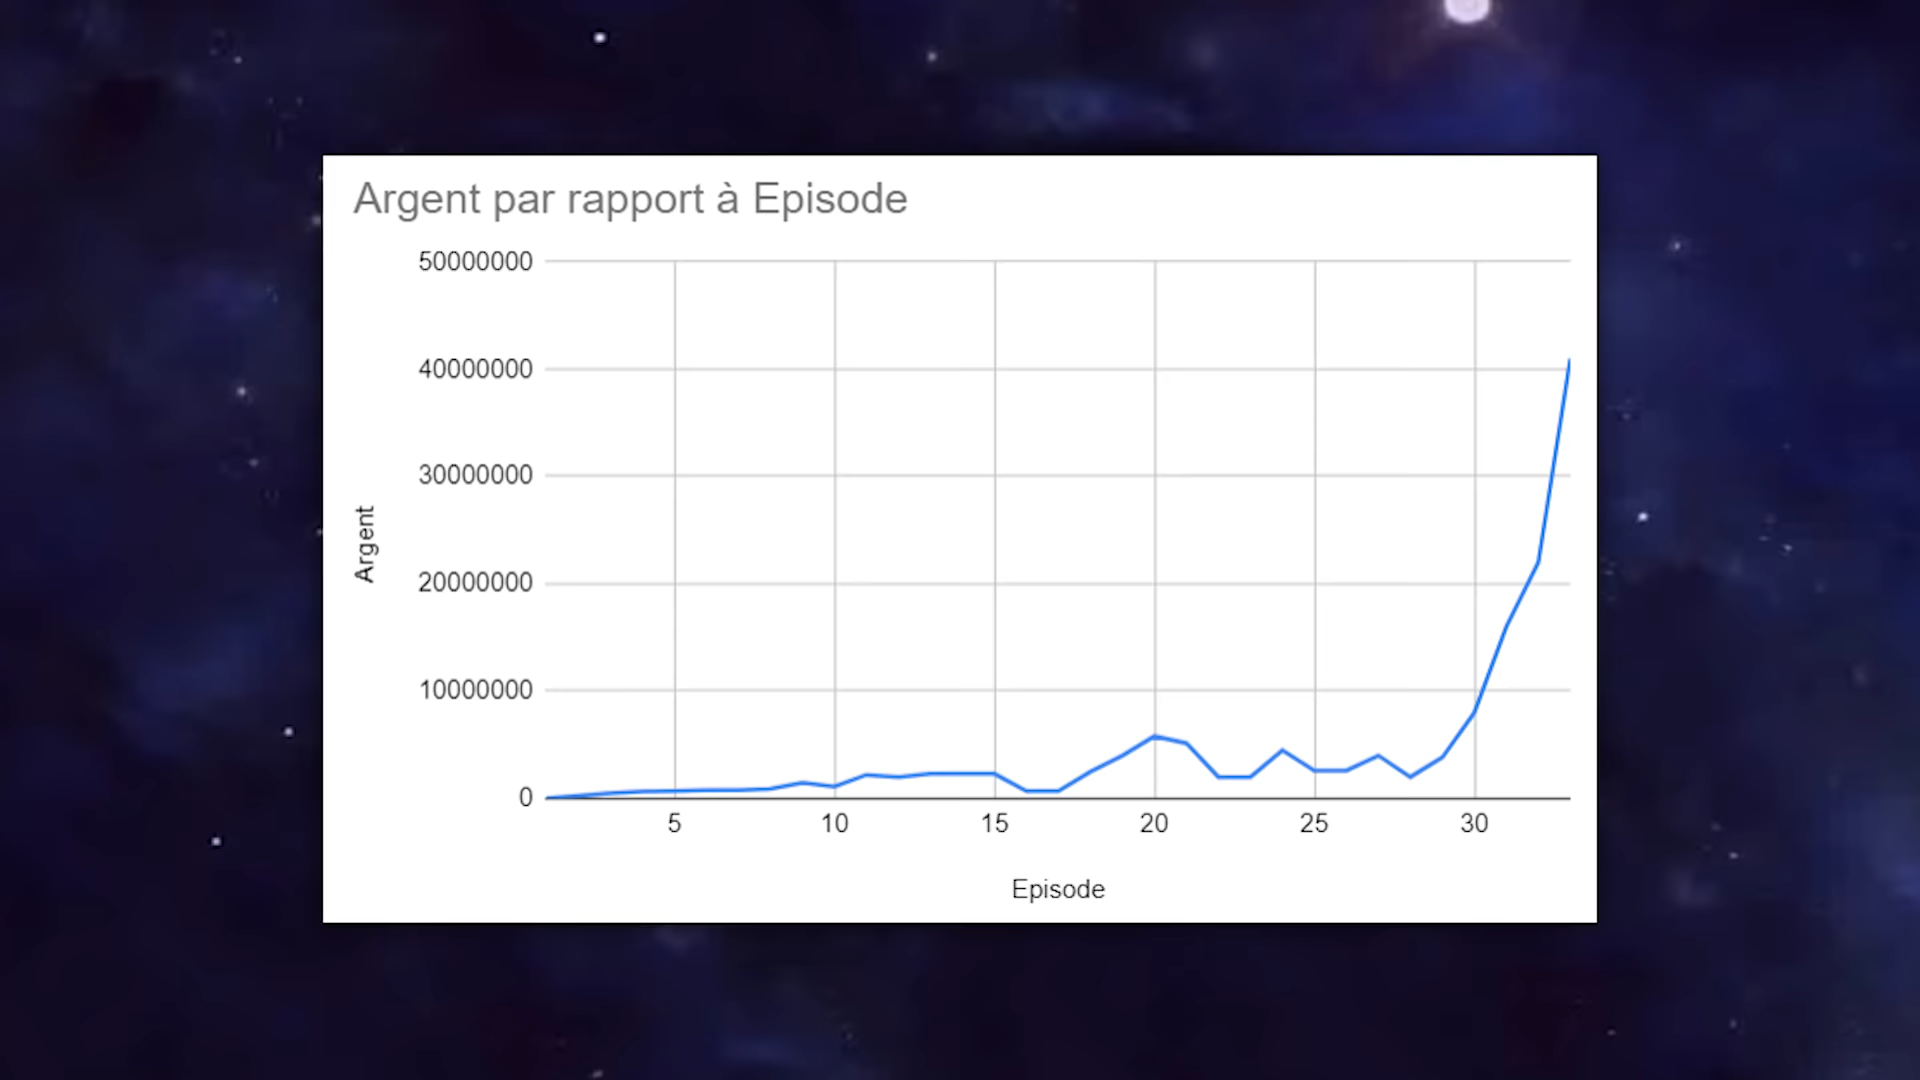 Argent par rapport à Episode
50000000
40000000
30000000
20000000
10000000
0
Argent
5 10 15 20 25 30
Episode